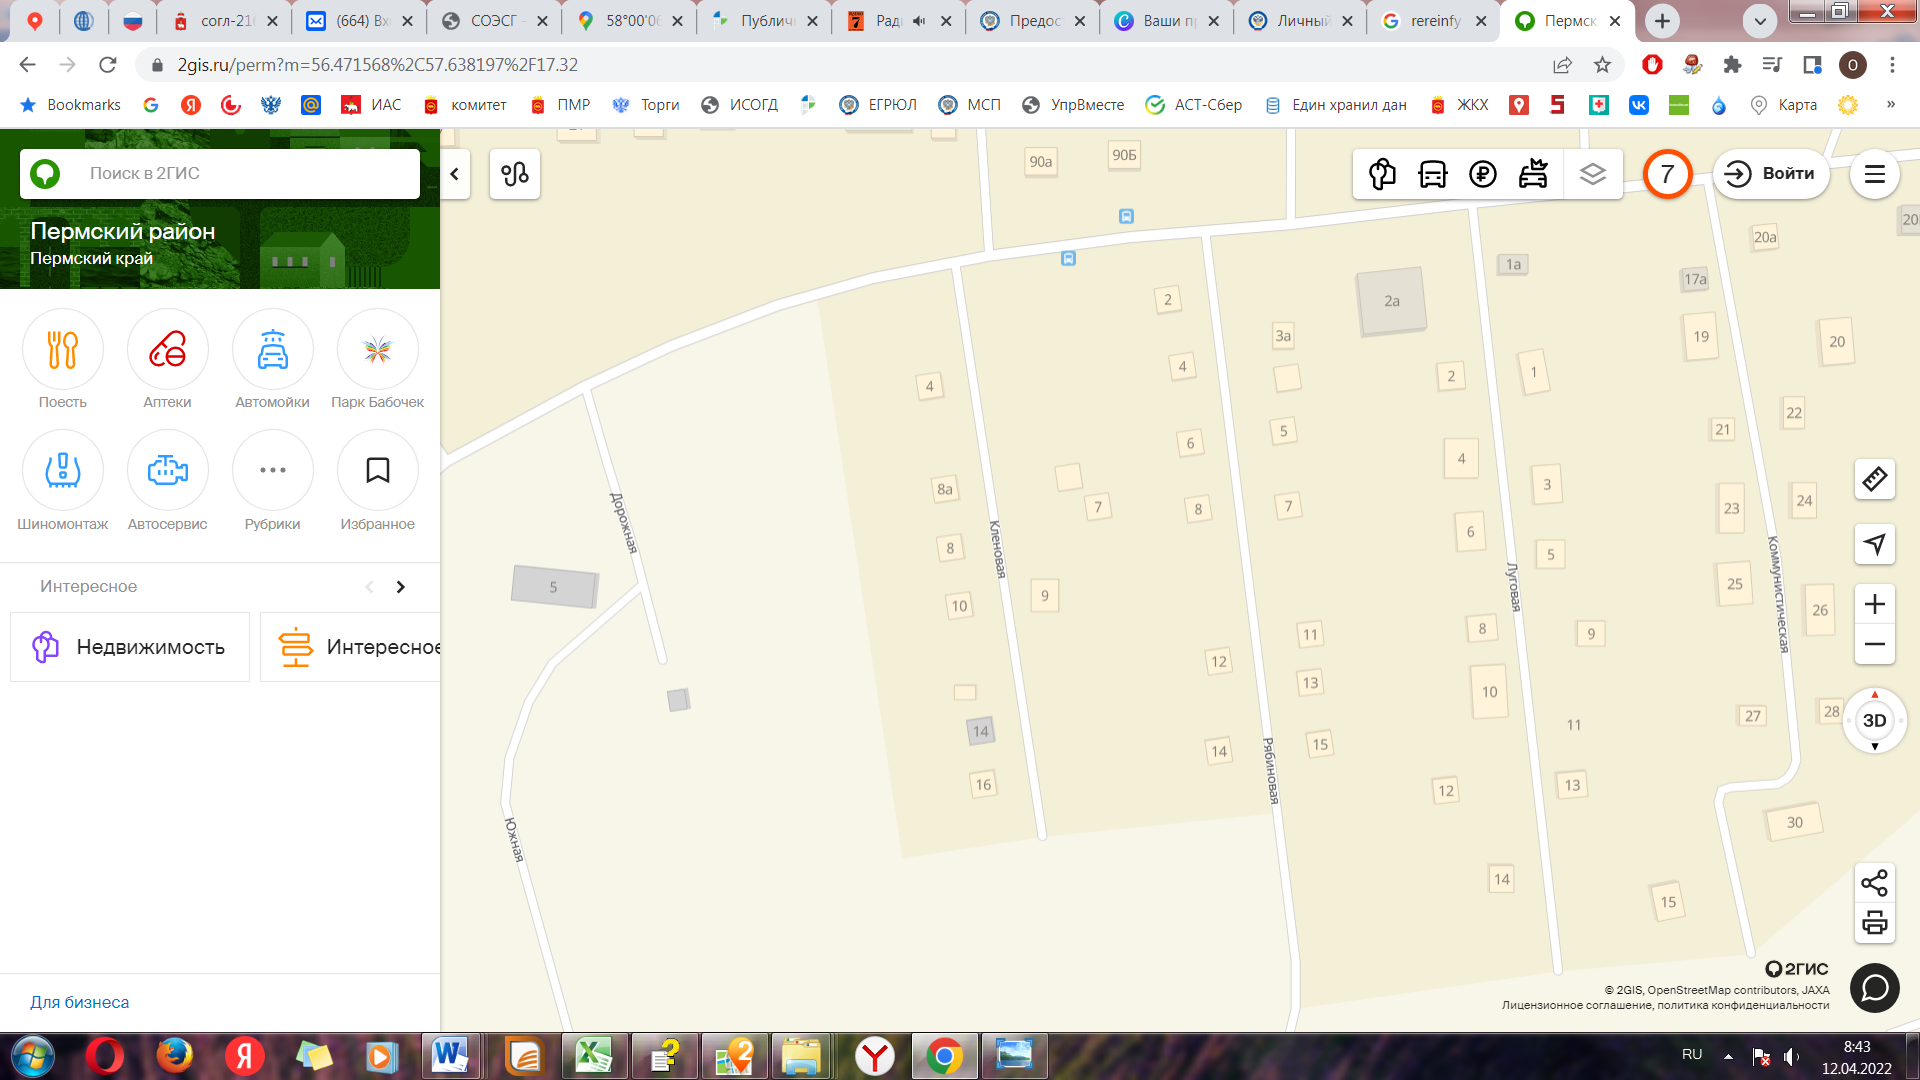 согл-21
(664) Вх
СОЭСГ -
58°00'0
Публич
7
Ради
Предос
Ваши п
Личный
rereinfy
Пермск
2gis.ru/perm?m=56.471568%2C57.638197%2F17.32
O
Bookmarks
ИАС
комитет
ПМР
Торги
ИСОГД
ЕГРЮЛ
МСП
УпрВместе
АСТ-Сбер
Един хранил дан
ЖКХ
Карта
»
Поиск в 2ГИС
Пермский район
Пермский край
Поесть
Аптеки
Автомойки
Парк Бабочек
Шиномонтаж
Автосервис
Рубрики
Избранное
Интересное
Недвижимость
Интересное
Для бизнеса
90а
90Б
7
Войти
20а
20
1а
17а
2а
2
3а
19
20
4
4
2
1
5
22
21
6
4
8а
7
8
7
3
23
24
6
8
5
25
10
9
26
11
8
9
12
13
10
27
28
3D
14
14
15
11
16
12
13
30
14
15
5
Дорожная
Южная
Кленовая
Рябиновая
Луговая
Коммунистическая
2ГИС
© 2GIS, OpenStreetMap contributors, JAXA
Лицензионное соглашение, политика конфиденциальности
RU
8:43
12.04.2022